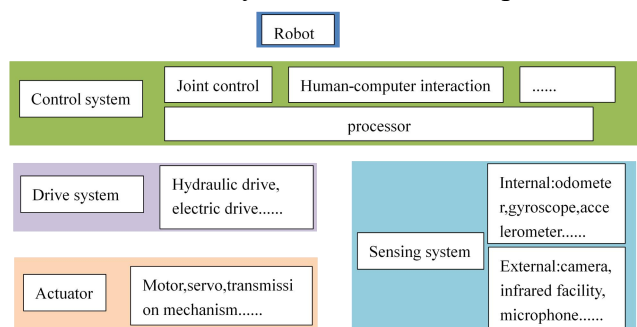 Robot
Control system
Joint control
Human-computer interaction
......
processor
Drive system
Hydraulic drive,
electric drive......
Actuator
Motor,servo,transmissi
on mechanism......
Sensing system
Internal:odomete
r,gyroscope,acce
lerometer......
External:camera,
infrared facility,
microphone......